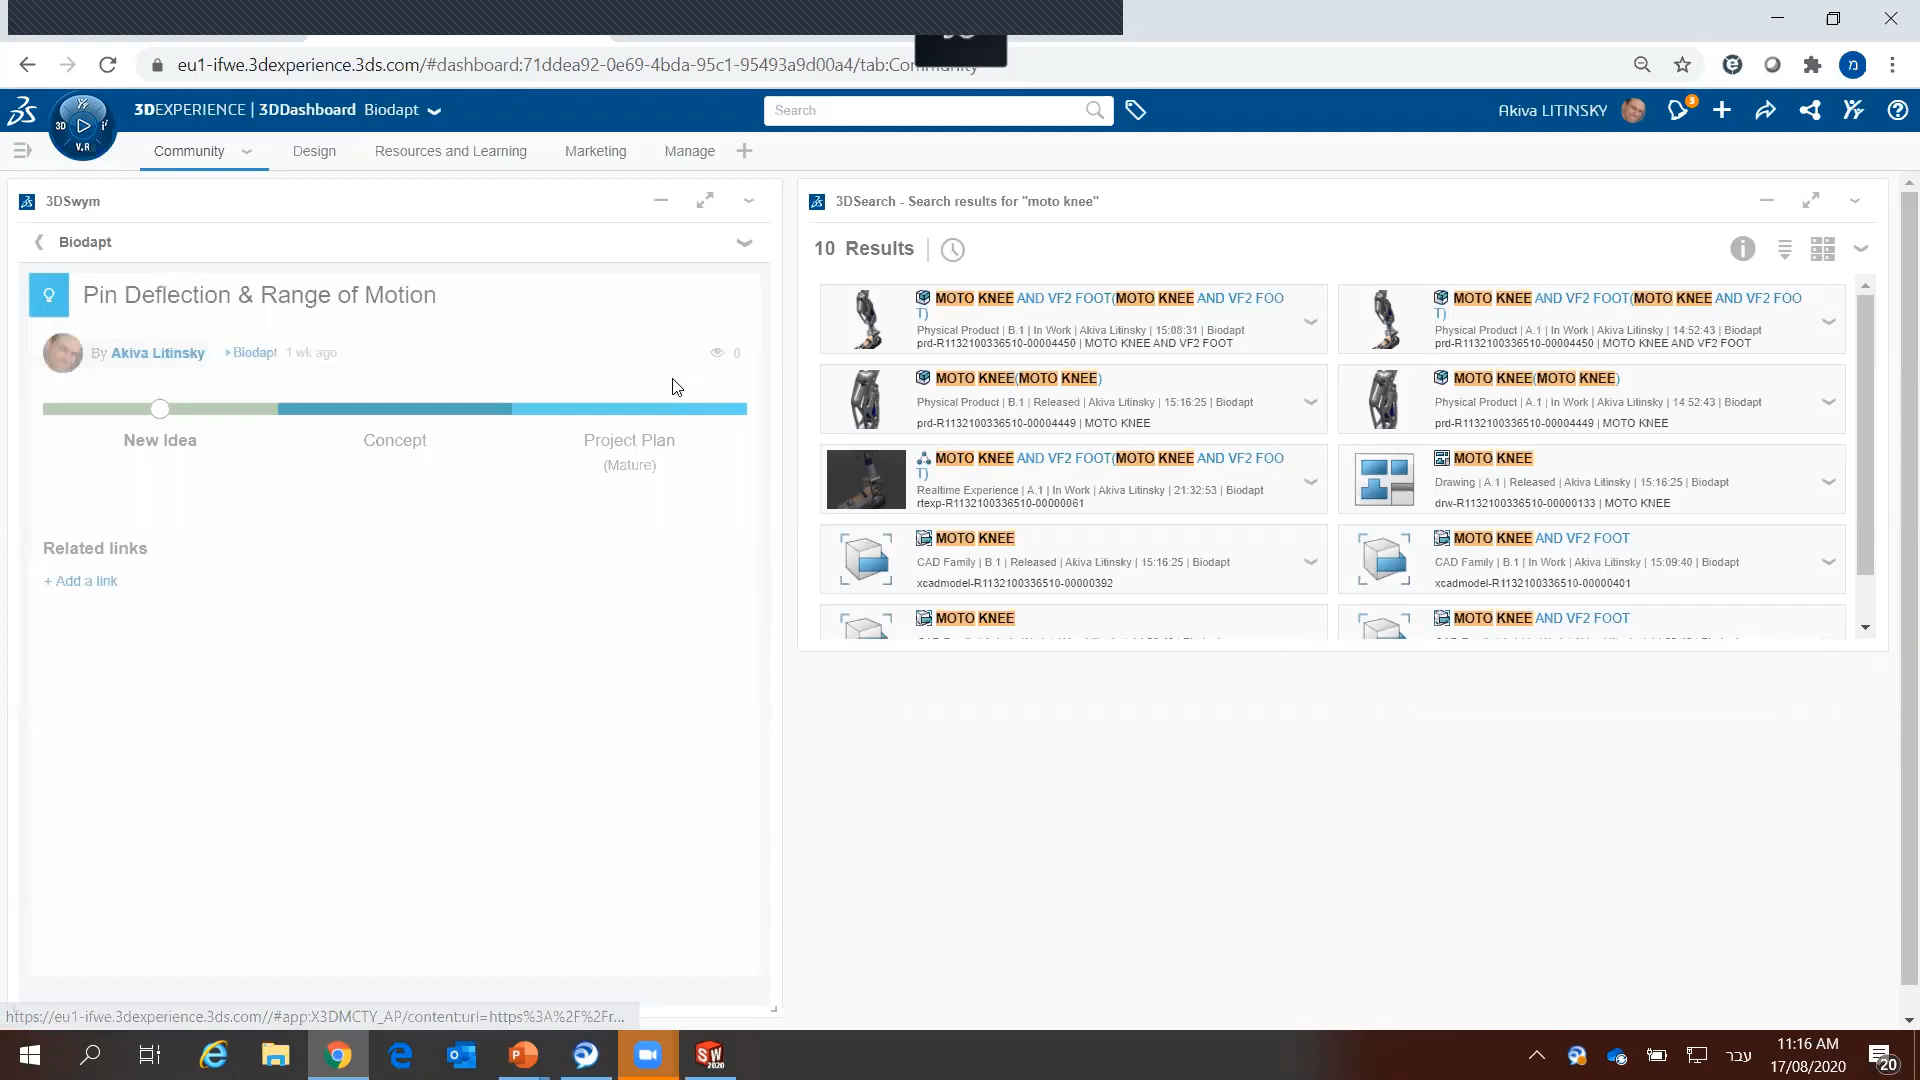 eu1-ifwe.3dexperience.3ds.com/#dashboard:71ddea92-0e69-4bda-95c1-95493a9d00a4/tab:Community
מ
3DEXPERIENCE | 3DDashboard Biodapt
Search
Akiva LITINSKY
3
3D
V.R
Community
Design
Resources and Learning
Marketing
Manage
3DSwym
Biodapt
Pin Deflection & Range of Motion
By Akiva Litinsky Biodapt 1 wk ago
0
New Idea
Concept
Project Plan
(Mature)
Related links
+ Add a link
3DSearch - Search results for "moto knee"
10 Results
MOTO KNEE AND VF2 FOOT(MOTO KNEE AND VF2 FOO
T)
Physical Product | B.1 | In Work | Akiva Litinsky | 15:08:31 | Biodapt
prd-R1132100336510-00004450 | MOTO KNEE AND VF2 FOOT
MOTO KNEE AND VF2 FOOT(MOTO KNEE AND VF2 FOO
T)
Physical Product | A.1 | In Work | Akiva Litinsky | 14:52:43 | Biodapt
prd-R1132100336510-00004450 | MOTO KNEE AND VF2 FOOT
MOTO KNEE(MOTO KNEE)
Physical Product | B.1 | Released | Akiva Litinsky | 15:16:25 | Biodapt
prd-R1132100336510-00004449 | MOTO KNEE
MOTO KNEE(MOTO KNEE)
Physical Product | A.1 | In Work | Akiva Litinsky | 14:52:43 | Biodapt
prd-R1132100336510-00004449 | MOTO KNEE
MOTO KNEE AND VF2 FOOT(MOTO KNEE AND VF2 FOO
T)
Realtime Experience | A.1 | In Work | Akiva Litinsky | 21:32:53 | Biodapt
rtexp-R1132100336510-00000061
MOTO KNEE
Drawing | A.1 | Released | Akiva Litinsky | 15:16:25 | Biodapt
drw-R1132100336510-00000133 | MOTO KNEE
MOTO KNEE
CAD Family | B.1 | Released | Akiva Litinsky | 15:16:25 | Biodapt
xcadmodel-R1132100336510-00000392
MOTO KNEE AND VF2 FOOT
CAD Family | B.1 | In Work | Akiva Litinsky | 15:09:40 | Biodapt
xcadmodel-R1132100336510-00000401
MOTO KNEE
MOTO KNEE AND VF2 FOOT
https://eu1-ifwe.3dexperience.3ds.com//#app:X3DMCTY_AP/content:url=https%3A%2F%2Fr...
SW
2020
עבר
11:16 AM
17/08/2020
20